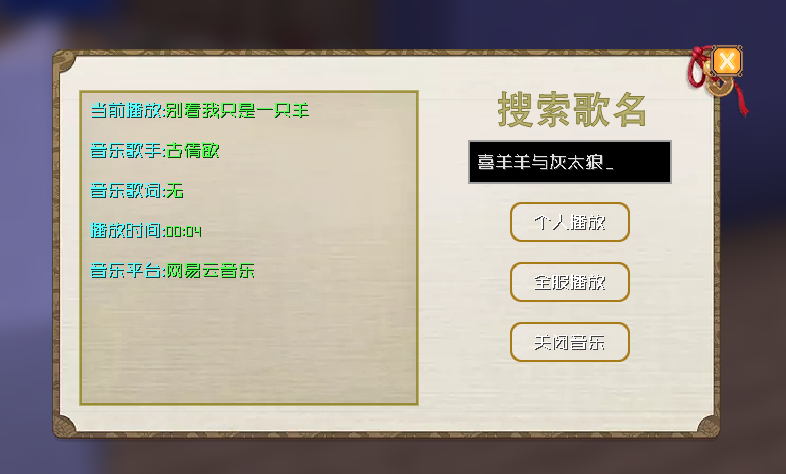 当前播放:别看我只是一只羊
音乐歌手:古倩敏
音乐歌词:无
播放时间:00:04
音乐平台:网易云音乐
X
搜索歌名
喜羊羊与灰太狼_
个人播放
全服播放
关闭音乐